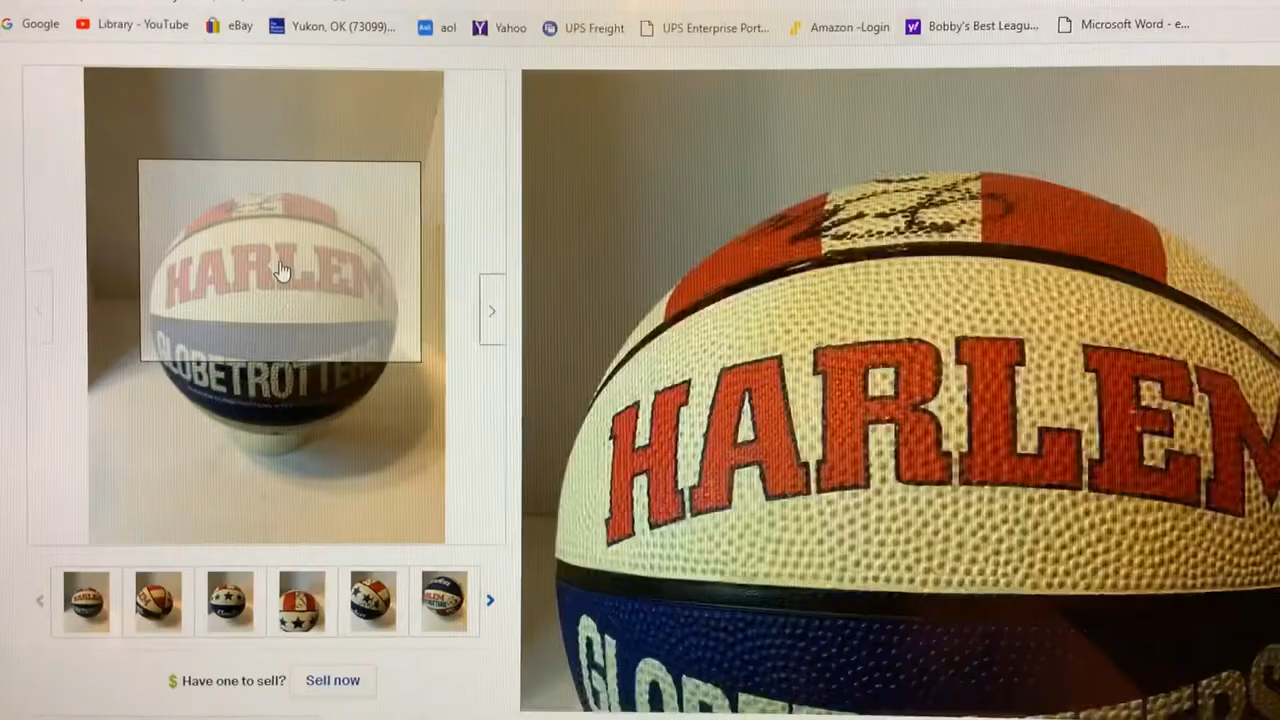 Google
Library - YouTube
eBay
Yukon, OK (73099)...
aol
Yahoo
UPS Freight
UPS Enterprise Port...
Amazon -Login
Bobby's Best Leagu...
Microsoft Word - e...
HARLEM
GLOBETROTTERS
HARLEM
$ Have one to sell?
Sell now